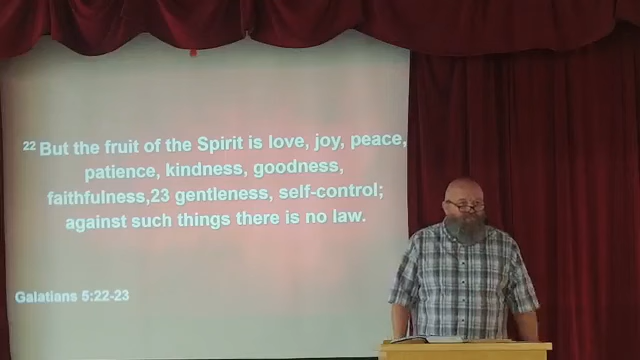 22 But the fruit of the Spirit is love, joy, peace,
patience, kindness, goodness,
faithfulness,23 gentleness, self-control;
against such things there is no law.
Galatians 5:22-23